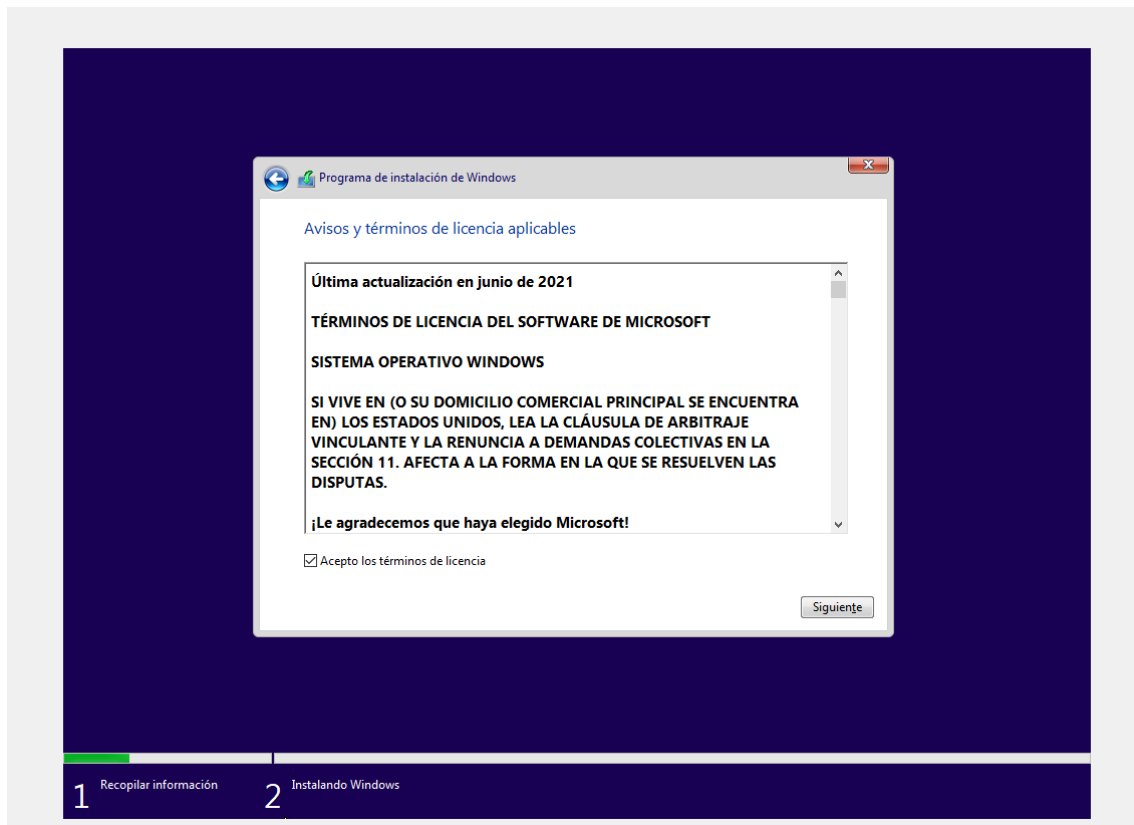 Programa de instalación de Windows
Avisos y términos de licencia aplicables
Última actualización en junio de 2021
TÉRMINOS DE LICENCIA DEL SOFTWARE DE MICROSOFT
SISTEMA OPERATIVO WINDOWS
SI VIVE EN (O SU DOMICILIO COMERCIAL PRINCIPAL SE ENCUENTRA
EN) LOS ESTADOS UNIDOS, LEA LA CLÁUSULA DE ARBITRAJE
VINCULANTE Y LA RENUNCIA A DEMANDAS COLECTIVAS EN LA
SECCIÓN 11. AFECTA A LA FORMA EN LA QUE SE RESUELVEN LAS
DISPUTAS.
¡Le agradecemos que haya elegido Microsoft!
Acepto los términos de licencia
Siguiente
1 Recopilar información
2 Instalando Windows